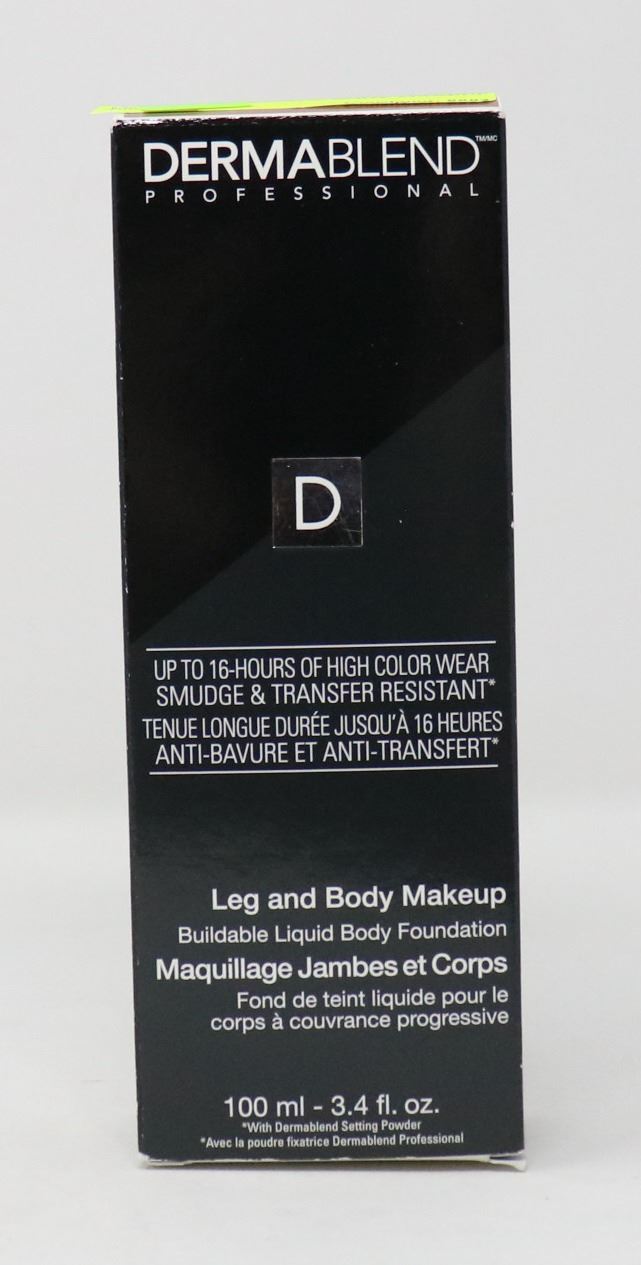 DERMABLEND™/MC
PROFESSIONAL
D
UP TO 16-HOURS OF HIGH COLOR WEAR
SMUDGE & TRANSFER RESISTANT*
TENUE LONGUE DURÉE JUSQU'À 16 HEURES
ANTI-BAVURE ET ANTI-TRANSFERT*
Leg and Body Makeup
Buildable Liquid Body Foundation
Maquillage Jambes et Corps
Fond de teint liquide pour le
corps à couvrance progressive
100 ml - 3.4 fl. oz.
*With Dermablend Setting Powder
*Avec la poudre fixatrice Dermablend Professional